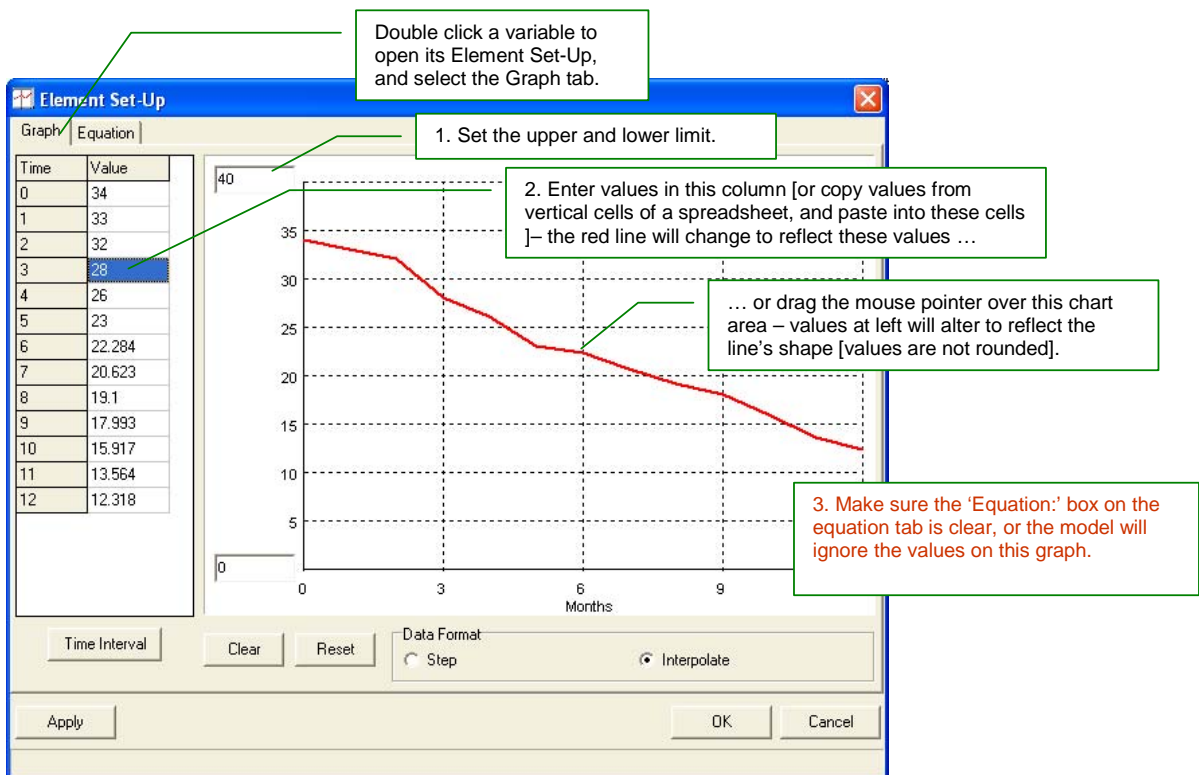 Double click a variable to
open its Element Set-Up,
and select the Graph tab.
Element Set-Up
Graph Equation
1. Set the upper and lower limit.
Time Value
0 34
1 33
2 32
3 28
4 26
5 23
6 22.284
7 20.623
8 19.1
9 17.993
10 15.917
11 13.564
12 12.318
40
2. Enter values in this column [or copy values from
vertical cells of a spreadsheet, and paste into these cells
]– the red line will change to reflect these values …
… or drag the mouse pointer over this chart
area – values at left will alter to reflect the
line's shape [values are not rounded].
35
30
25
20
15
10
5
0
3. Make sure the 'Equation:' box on the
equation tab is clear, or the model will
ignore the values on this graph.
0 3 6 9
Months
Time Interval
Clear
Reset
Data Format
Step
Interpolate
Apply
OK
Cancel